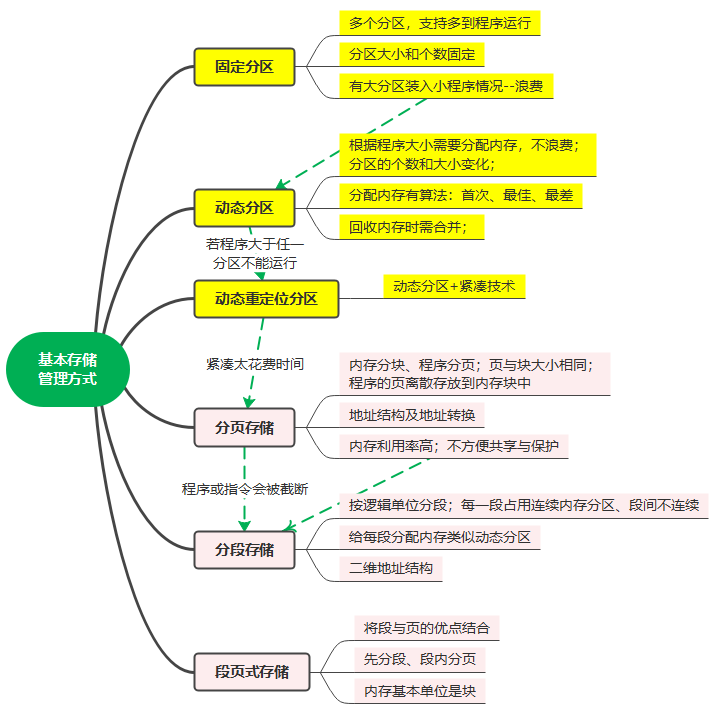 基本存储
管理方式
固定分区
多个分区，支持多到程序运行
分区大小和个数固定
有大分区装入小程序情况--浪费
动态分区
根据程序大小需要分配内存，不浪费；
分区的个数和大小变化；
分配内存有算法：首次、最佳、最差
回收内存时需合并；
若程序大于任一
分区不能运行
动态重定位分区
动态分区+紧凑技术
紧凑太花费时间
分页存储
内存分块、程序分页；页与块大小相同；
程序的页离散存放到内存块中
地址结构及地址转换
内存利用率高；不方便共享与保护
程序或指令会被截断
分段存储
按逻辑单位分段；每一段占用连续内存分区、段间不连续
给每段分配内存类似动态分区
二维地址结构
段页式存储
将段与页的优点结合
先分段、段内分页
内存基本单位是块